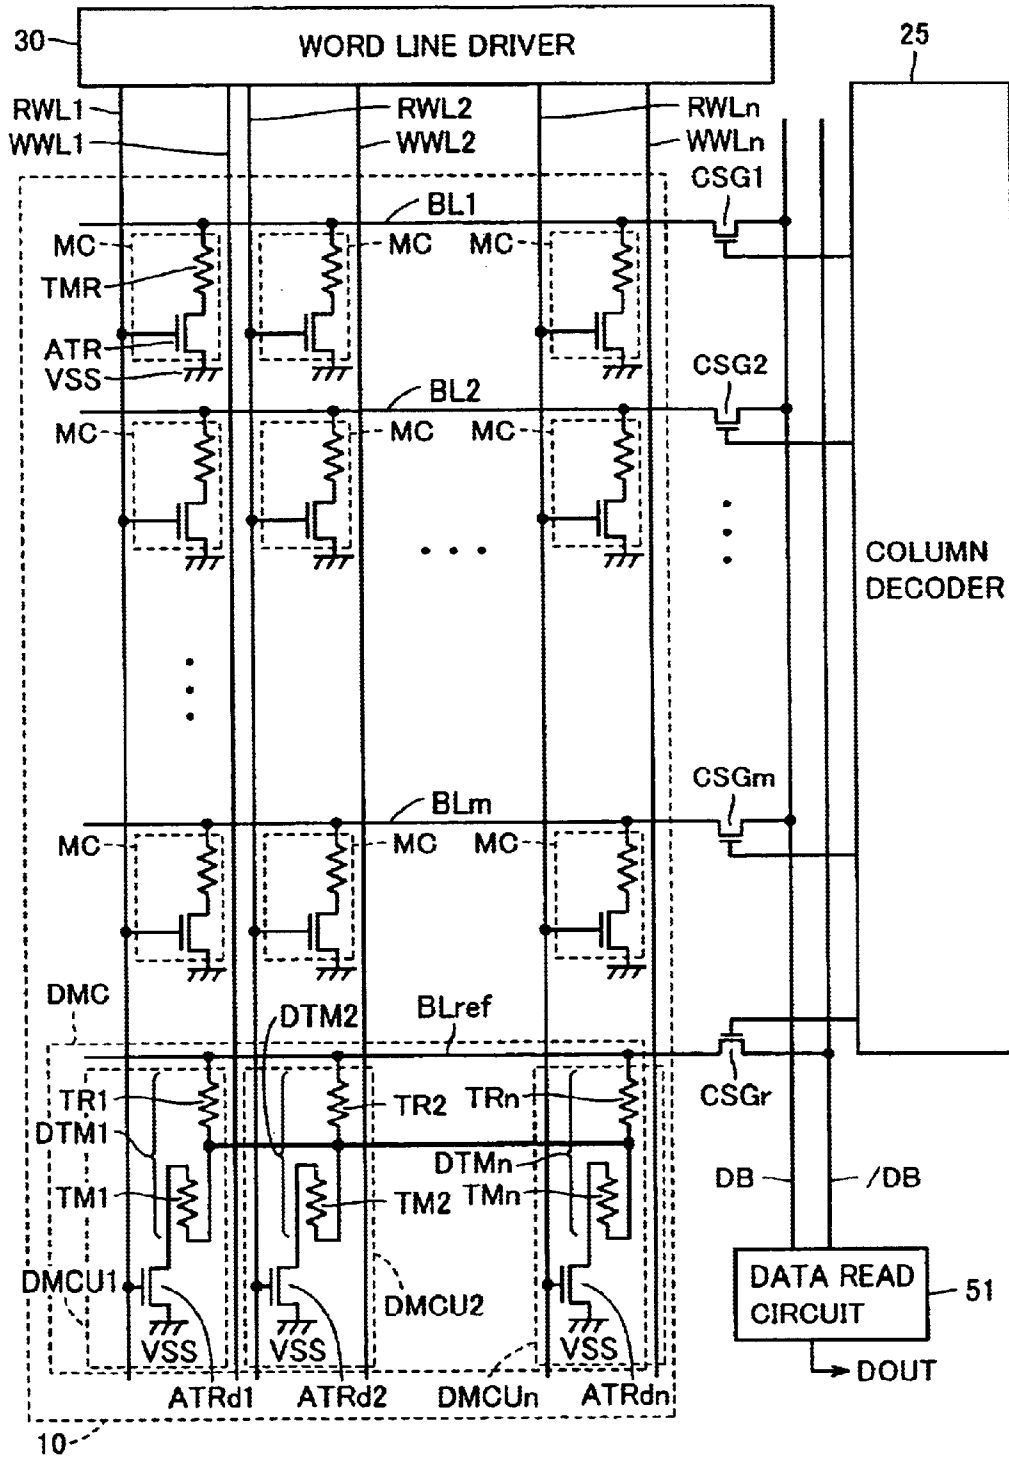 30
WORD LINE DRIVER
25
RWL1
RWL2
RWLn
WWL1
WWL2
WWLn
CSG1
BL1
MC
MC
MC
TMR
ATR
VSS
CSG2
BL2
MC
MC
MC
COLUMN
DECODER
CSGm
BLm
MC
MC
MC
DMC
DTM2
BLref
CSGr
TR1
TR2
TRn
DTM1
DTMn
DB
/DB
TM1
TM2
TMn
DMCU1
DMCU2
DATA READ
CIRCUIT
51
VSS
VSS
VSS
DOUT
ATRd1
ATRd2
DMCUn
ATRdn
10